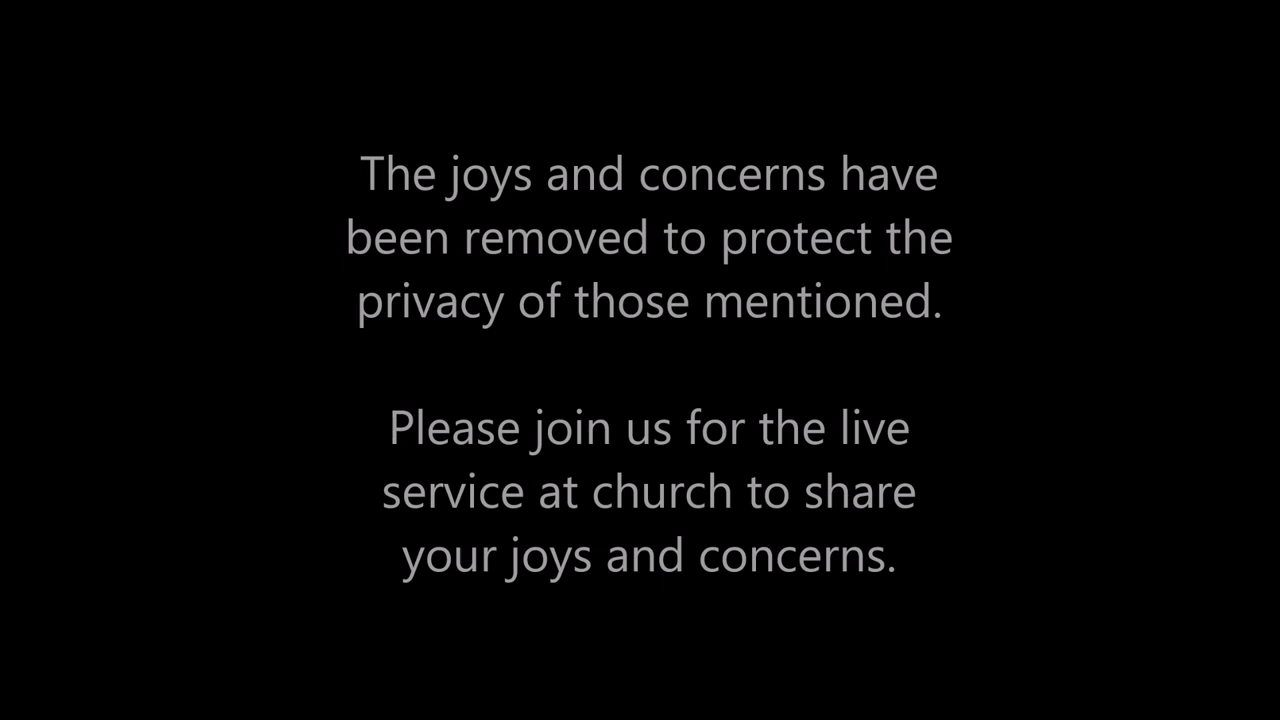 The joys and concerns have
been removed to protect the
privacy of those mentioned.
Please join us for the live
service at church to share
your joys and concerns.